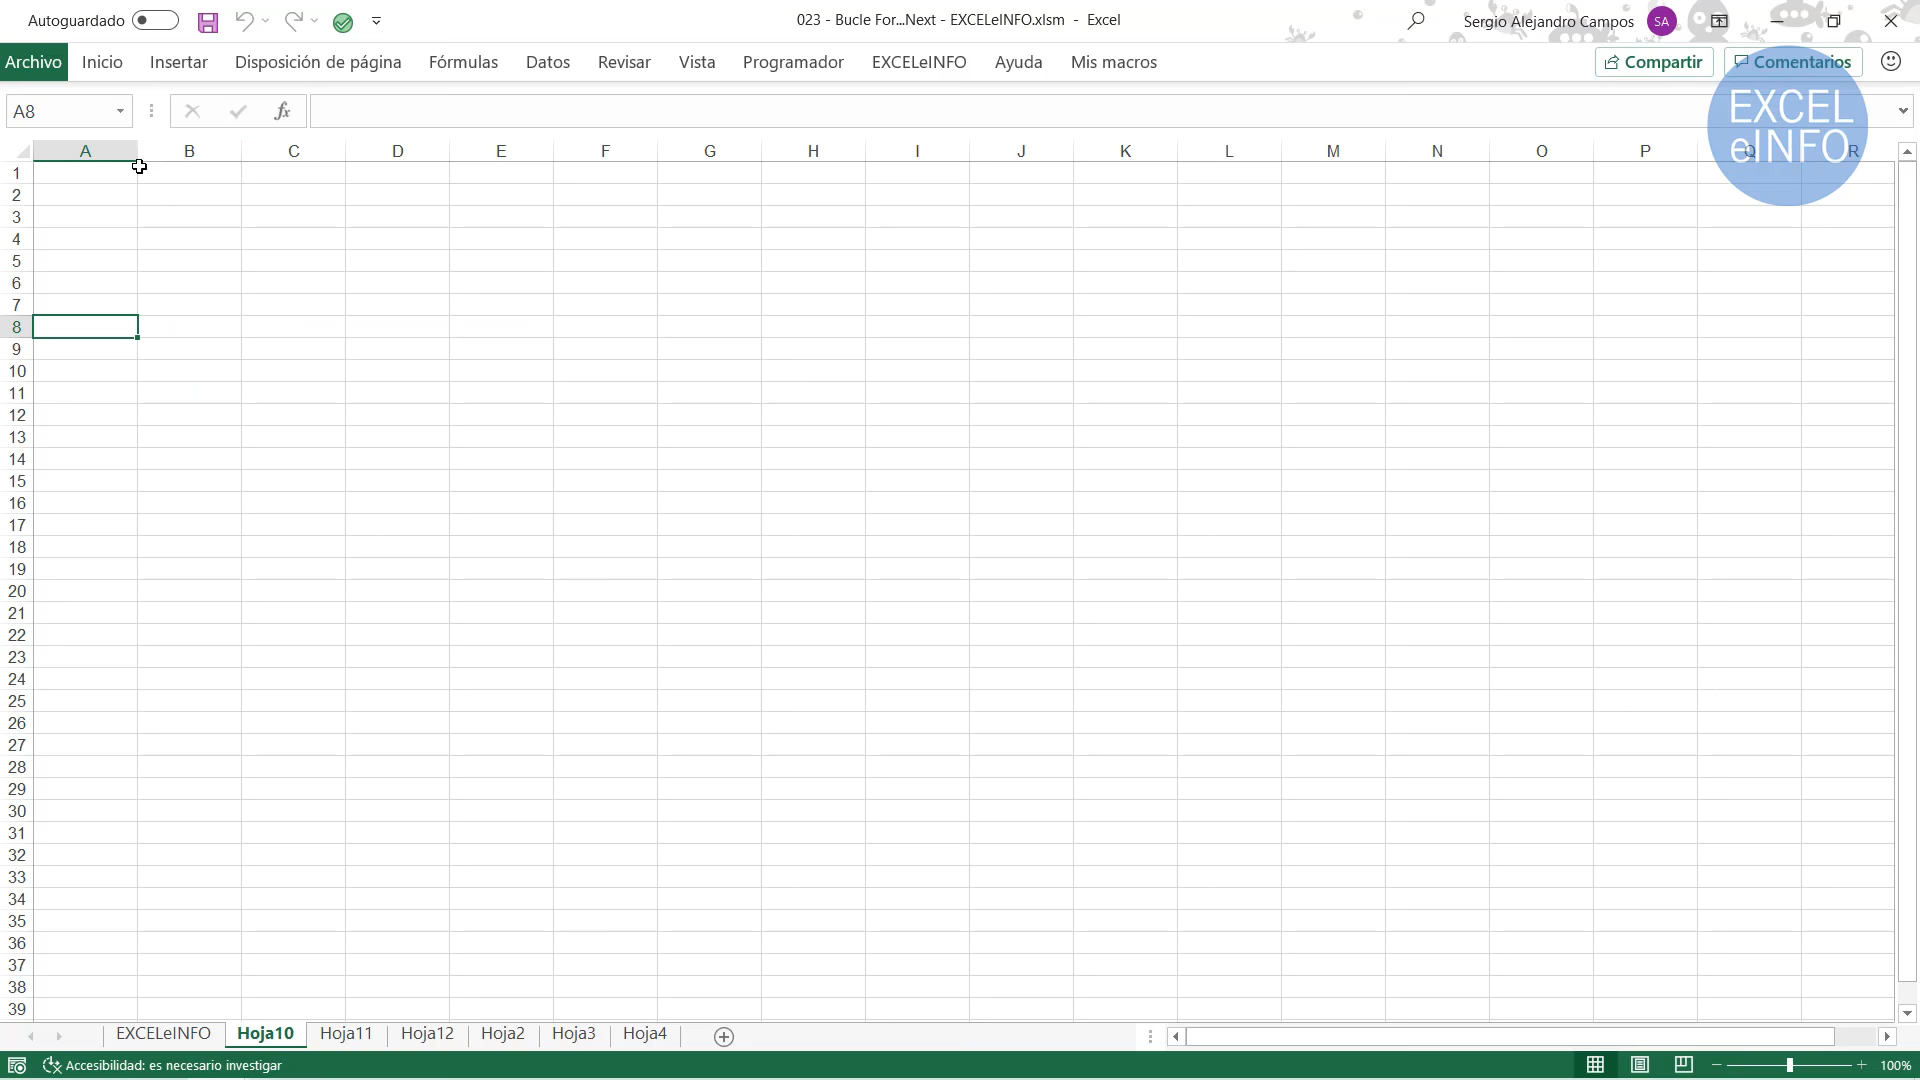 Autoguardado
023 - Bucle For...Next - EXCELeINFO.xlsm - Excel
Sergio Alejandro Campos
SA
Archivo Inicio Insertar Disposición de página Fórmulas Datos Revisar Vista Programador EXCELeINFO Ayuda Mis macros
Compartir
Comentarios
A8
fx
EXCEL
eINFO
A B C D E F G H I J K L M N O P Q R
1
2
3
4
5
6
7
8
9
10
11
12
13
14
15
16
17
18
19
20
21
22
23
24
25
26
27
28
29
30
31
32
33
34
35
36
37
38
39
EXCELeINFO Hoja10 Hoja11 Hoja12 Hoja2 Hoja3 Hoja4
Accesibilidad: es necesario investigar
100%